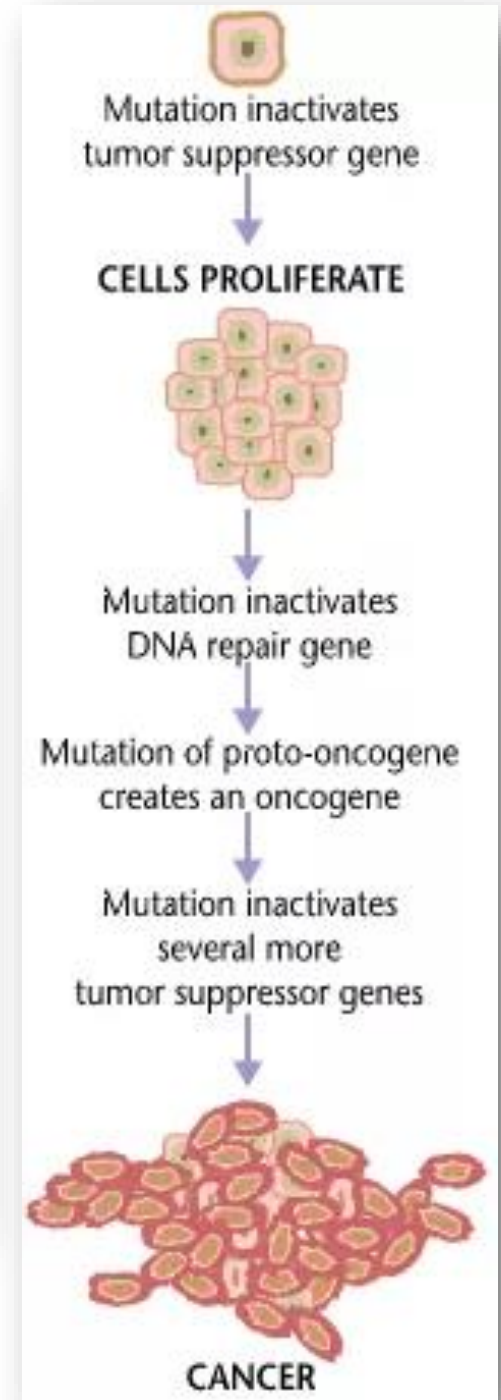 Mutation inactivates
tumor suppressor gene
CELLS PROLIFERATE
Mutation inactivates
DNA repair gene
Mutation of proto-oncogene
creates an oncogene
Mutation inactivates
several more
tumor suppressor genes
CANCER